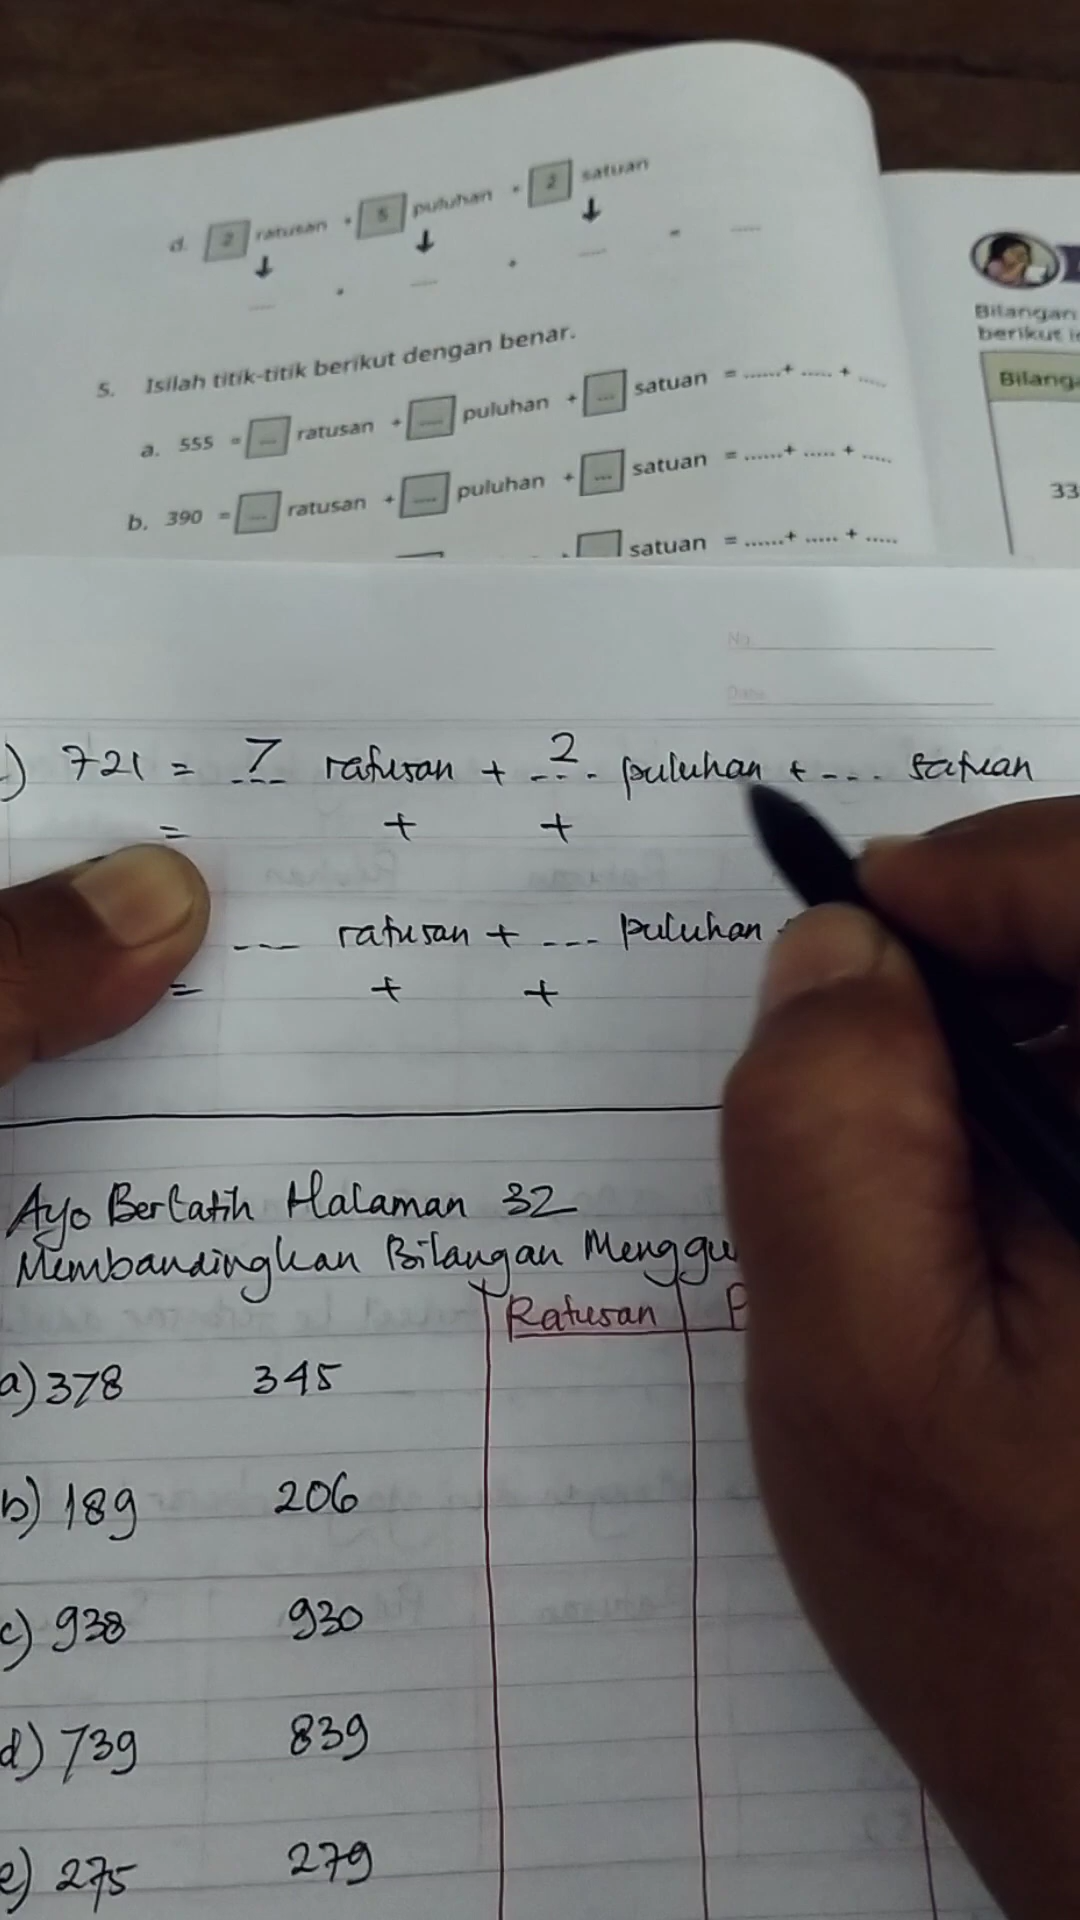 d. 2 ratusan + 5 puluhan + 2 satuan
.... + .... + .... = .....
5. Isilah titik-titik berikut dengan benar.
a. 555 = ... ratusan + .... puluhan + ... satuan = ......+ ..... + .....
b. 390 = ... ratusan + .... puluhan + ... satuan = ......+ ..... + .....
satuan = ......+ ..... + .....
Bilangan
berikut
Bilang
33
No
Date
) 721 = 7 ratusan + 2 puluhan + ... satuan
= + +
--- ratusan + --- puluhan
= + +
Ayo Berlatih Halaman 32
Membandingkan Bilangan Menggu
Ratusan P
a) 378 345
b) 189 206
c) 938 930
d) 739 839
e) 275 279